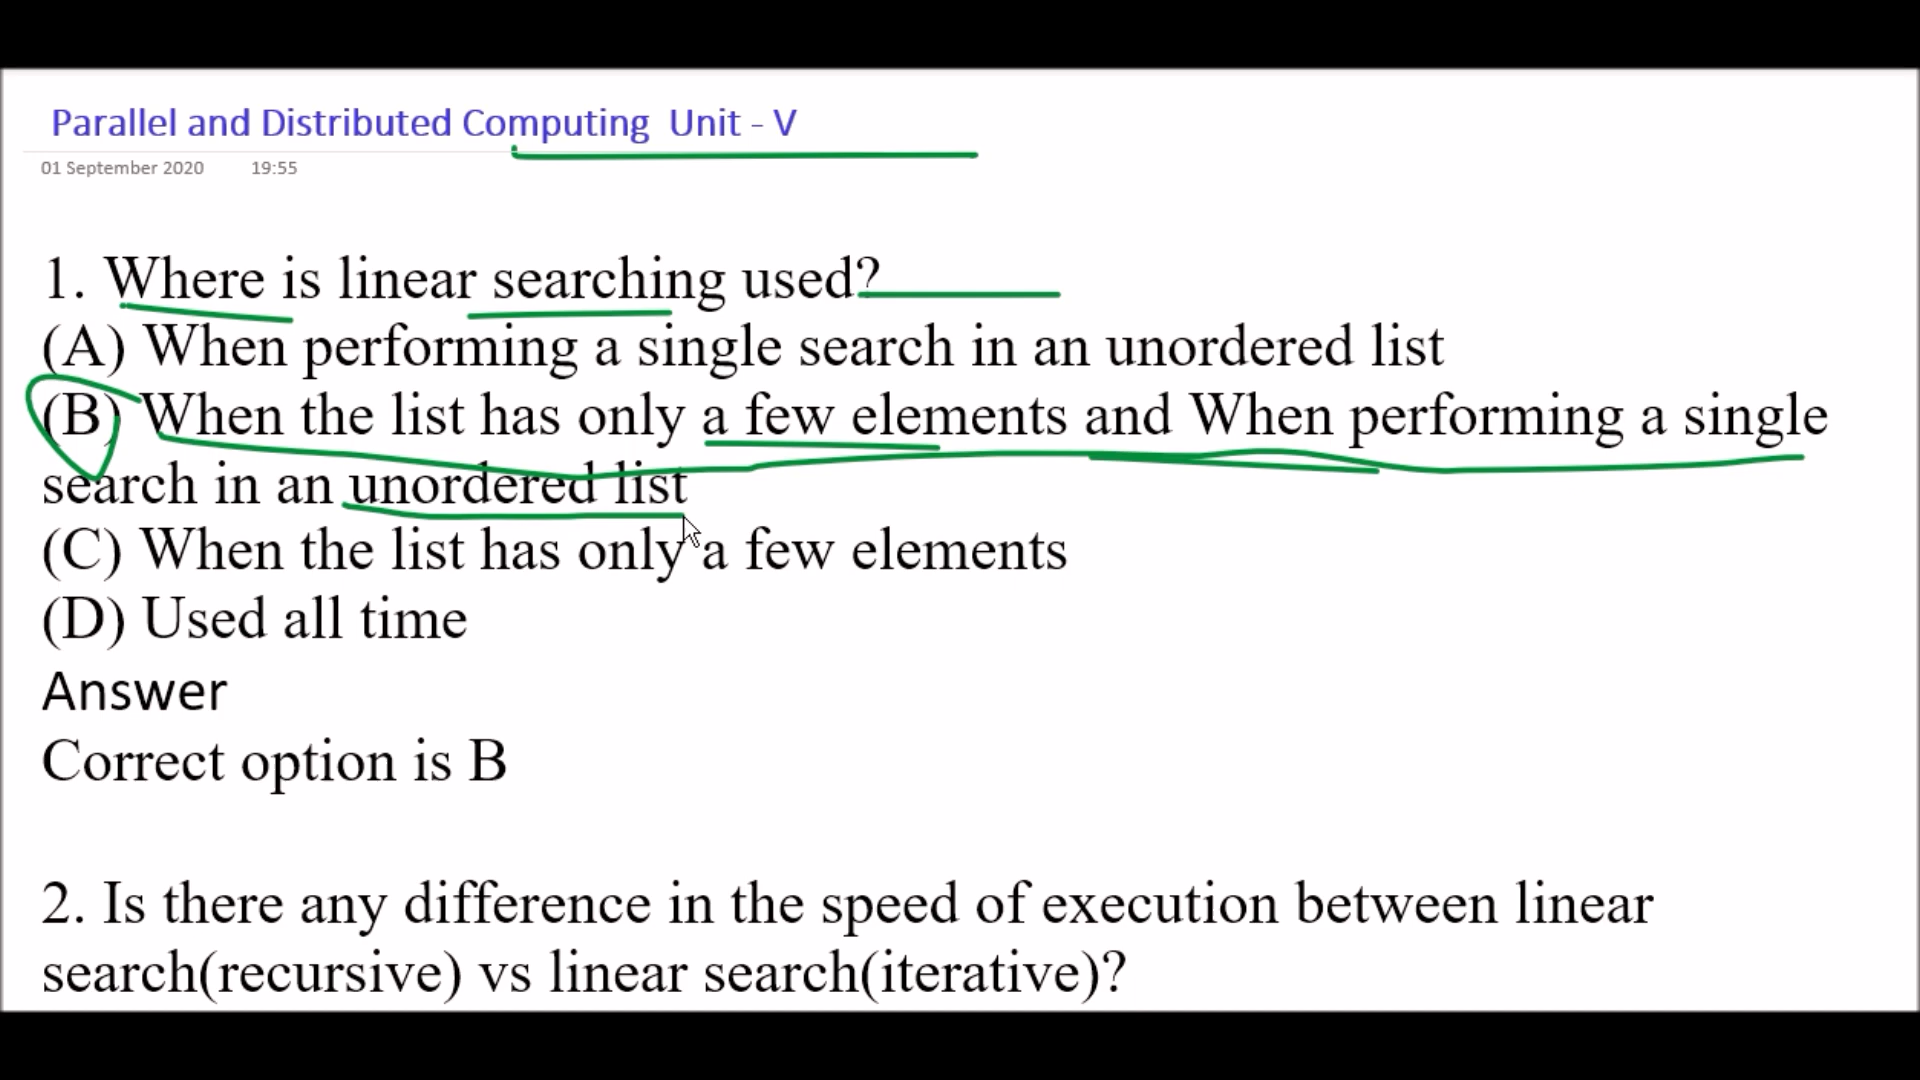 Parallel and Distributed Computing Unit - V
01 September 2020 19:55
1. Where is linear searching used?
(A) When performing a single search in an unordered list
(B) When the list has only a few elements and When performing a single
search in an unordered list
(C) When the list has only a few elements
(D) Used all time
Answer
Correct option is B
2. Is there any difference in the speed of execution between linear
search(recursive) vs linear search(iterative)?